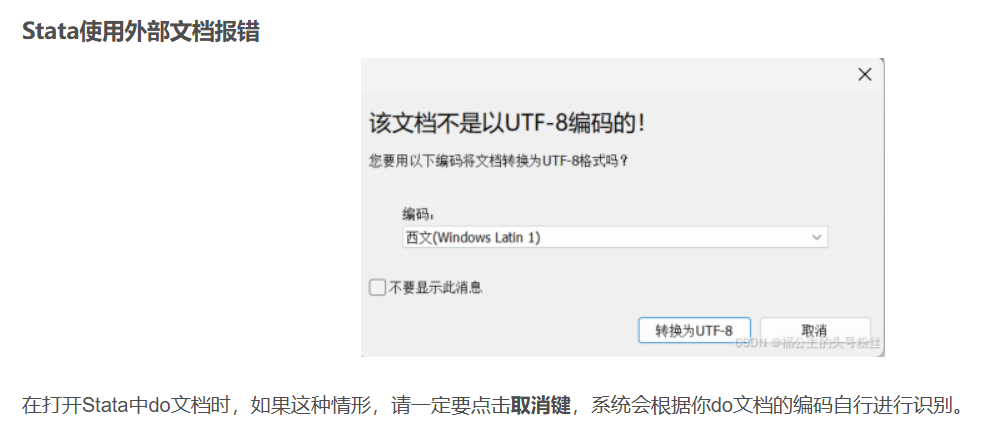 Stata使用外部文档报错
该文档不是以UTF-8编码的!
您要用以下编码将文档转换为UTF-8格式吗?
编码:
西文(Windows Latin 1)
不要显示此消息
转换为UTF-8 取消
CSDN @福公主的头号粉丝
在打开Stata中do文档时，如果这种情形，请一定要点击取消键，系统会根据你do文档的编码自行进行识别。